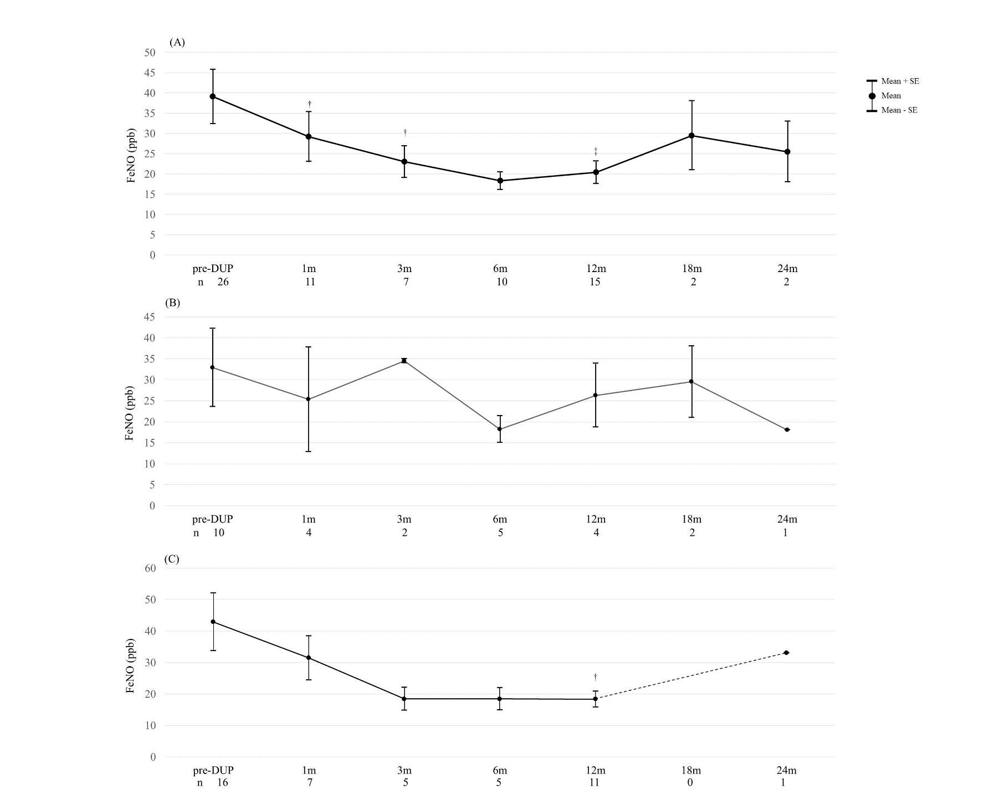 (A)
50
45
40
35
30
25
20
15
10
5
0
FeNO (ppb)
†
†
‡
Mean + SE
Mean
Mean - SE
pre-DUP 1m 3m 6m 12m 18m 24m
n 26 11 7 10 15 2 2
(B)
45
40
35
30
25
20
15
10
5
0
FeNO (ppb)
pre-DUP 1m 3m 6m 12m 18m 24m
n 10 4 2 5 4 2 1
(C)
60
50
40
30
20
10
0
FeNO (ppb)
†
pre-DUP 1m 3m 6m 12m 18m 24m
n 16 7 5 5 11 0 1